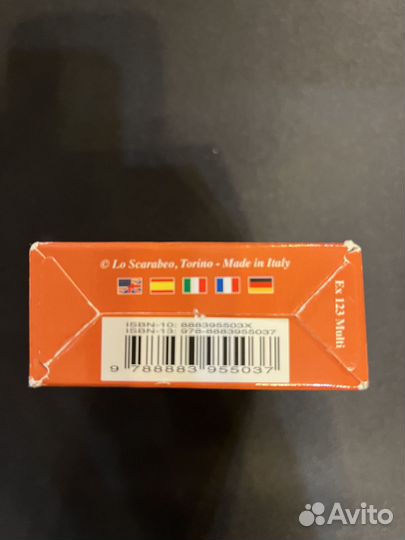 © Lo Scarabeo, Torino - Made in Italy
Ex 123 Multi
ISBN-10: 888395503X
ISBN-13: 978-8883955037
9 788883 955037
Avito